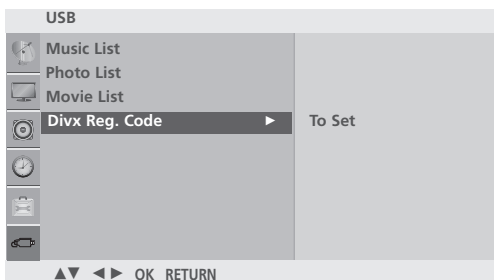 USB
Music List
Photo List
Movie List
Divx Reg. Code ► To Set
▲▼ ◄► OK RETURN